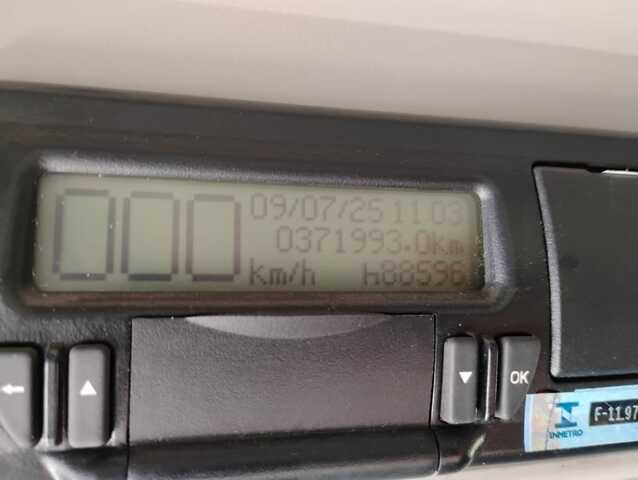 000 km/h
09/07/25 11 03
0371993.0Km
h88596
OK
INMETRO
F-11.97